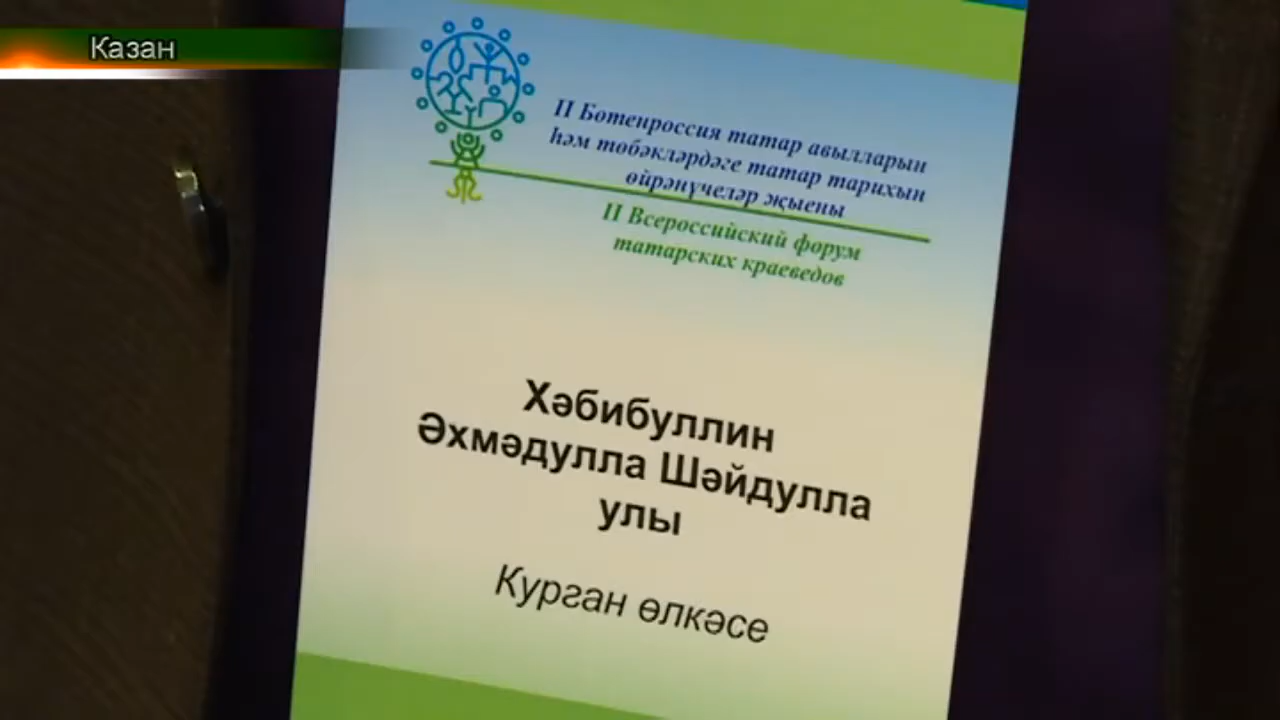 Казан
II Бөтенроссия татар авылларын
һәм төбәкләрдәге татар тарихын
өйрәнүчеләр җыены
II Всероссийский форум
татарских краеведов
Хәбибуллин
Әхмәдулла Шәйдулла
улы
Курган өлкәсе